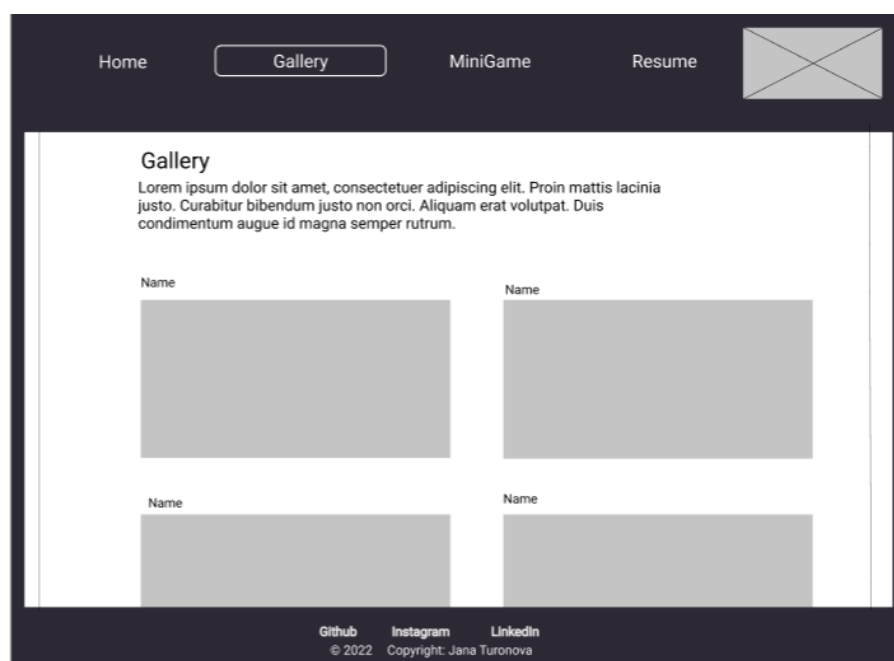 Home Gallery MiniGame Resume
Gallery
Lorem ipsum dolor sit amet, consectetuer adipiscing elit. Proin mattis lacinia
justo. Curabitur bibendum justo non orci. Aliquam erat volutpat. Duis
condimentum augue id magna semper rutrum.
Name
Name
Name
Name
Github Instagram LinkedIn
© 2022 Copyright: Jana Turonova